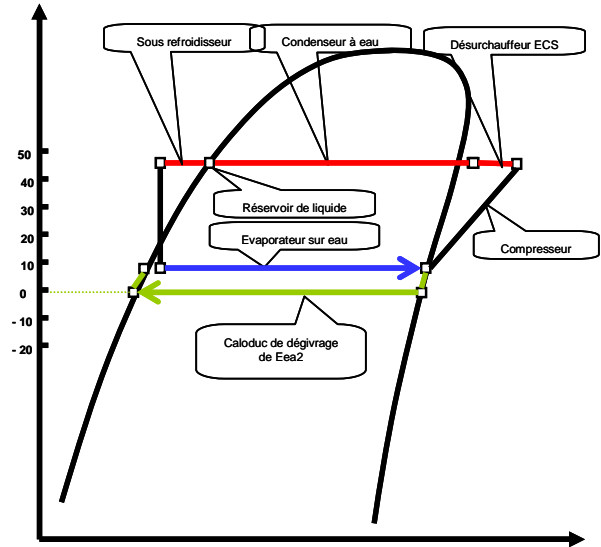 Sous refroidisseur
Condenseur à eau
Désurchauffeur ECS
50
40
30
20
10
0
- 10
- 20
Réservoir de liquide
Evaporateur sur eau
Compresseur
Caloduc de dégivrage
de Eea2